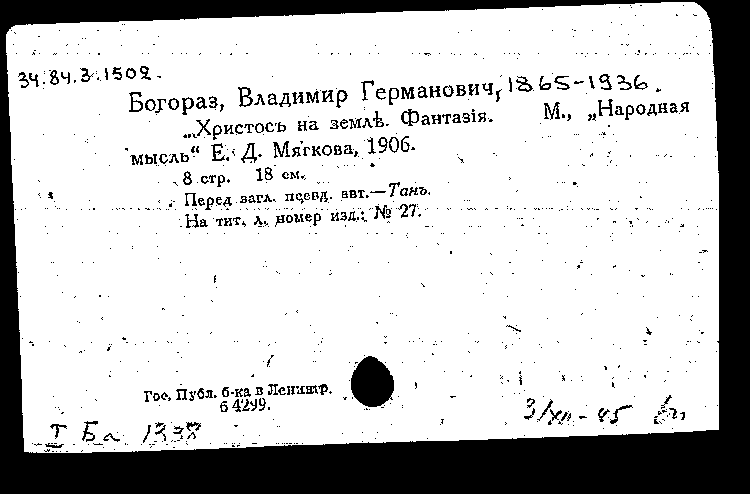 34.84.3.1502.
Богораз, Владимир Германович, 1865-1936.
„Христосъ на землѣ. Фантазія. М., „Народная
мысль“ Е. Д. Мягкова, 1906.
8 стр. 18 см.
Перед загл. псевд. авт.—Танъ.
На тит. л. номер изд.: № 27.
Гос. Публ. б-ка в Ленингр.
б 4299.
3/XII-45
I Ба 1338